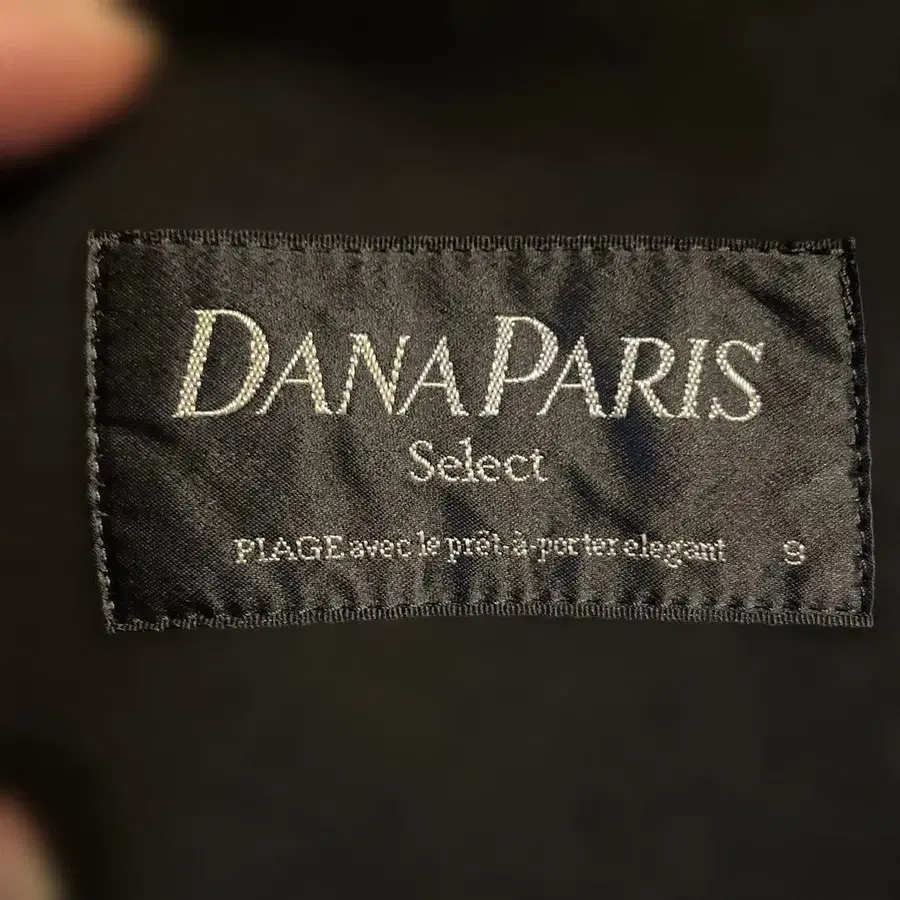 DANA PARIS
Select
PLAGE avec le prêt-à-porter elegant 9